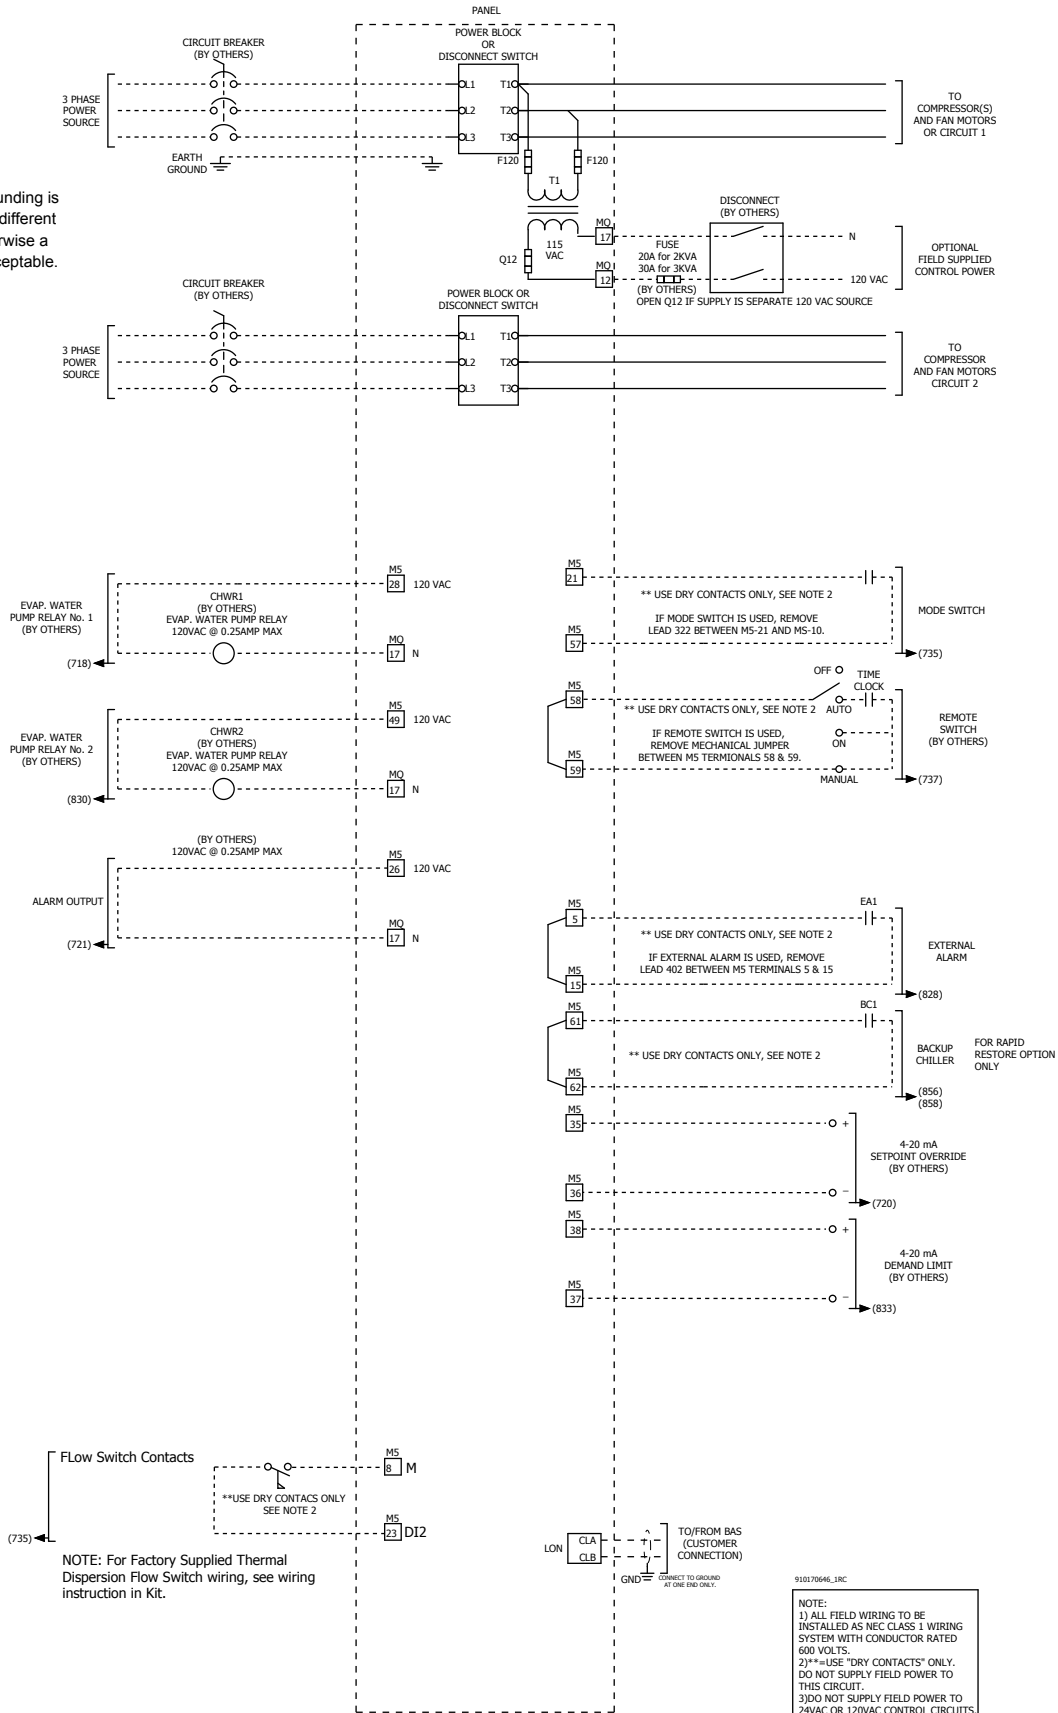 PANEL
CIRCUIT BREAKER
(BY OTHERS)
POWER BLOCK
OR
DISCONNECT SWITCH
3 PHASE
POWER
SOURCE
L1
T1
L2
T2
L3
T3
TO
COMPRESSOR(S)
AND FAN MOTORS
OR CIRCUIT 1
EARTH
GROUND
F120
F120
T1
unding is
different
rwise a
ceptable.
DISCONNECT
(BY OTHERS)
MQ
17
115
VAC
FUSE
20A for 2KVA
30A for 3KVA
N
OPTIONAL
FIELD SUPPLIED
CONTROL POWER
Q12
MQ
12
(BY OTHERS)
120 VAC
OPEN Q12 IF SUPPLY IS SEPARATE 120 VAC SOURCE
CIRCUIT BREAKER
(BY OTHERS)
POWER BLOCK OR
DISCONNECT SWITCH
3 PHASE
POWER
SOURCE
L1
T1
L2
T2
L3
T3
TO
COMPRESSOR
AND FAN MOTORS
CIRCUIT 2
EVAP. WATER
PUMP RELAY No. 1
(BY OTHERS)
(718)
CHWR1
(BY OTHERS)
EVAP. WATER PUMP RELAY
120VAC @ 0.25AMP MAX
M5
28
120 VAC
MQ
17
N
M5
21
** USE DRY CONTACTS ONLY, SEE NOTE 2
IF MODE SWITCH IS USED, REMOVE
LEAD 322 BETWEEN M5-21 AND MS-10.
M5
57
MODE SWITCH
(735)
EVAP. WATER
PUMP RELAY No. 2
(BY OTHERS)
(830)
CHWR2
(BY OTHERS)
EVAP. WATER PUMP RELAY
120VAC @ 0.25AMP MAX
M5
49
120 VAC
MQ
17
N
OFF
TIME
CLOCK
M5
58
** USE DRY CONTACTS ONLY, SEE NOTE 2
AUTO
IF REMOTE SWITCH IS USED,
REMOVE MECHANICAL JUMPER
BETWEEN M5 TERMIONALS 58 & 59.
ON
M5
59
MANUAL
REMOTE
SWITCH
(BY OTHERS)
(737)
ALARM OUTPUT
(721)
(BY OTHERS)
120VAC @ 0.25AMP MAX
M5
26
120 VAC
MQ
17
N
M5
5
EA1
** USE DRY CONTACTS ONLY, SEE NOTE 2
IF EXTERNAL ALARM IS USED, REMOVE
LEAD 402 BETWEEN M5 TERMINALS 5 & 15
M5
15
EXTERNAL
ALARM
(828)
M5
61
BC1
** USE DRY CONTACTS ONLY, SEE NOTE 2
M5
62
BACKUP
CHILLER
(856)
(858)
FOR RAPID
RESTORE OPTION
ONLY
M5
35
+
4-20 mA
SETPOINT OVERRIDE
(BY OTHERS)
M5
36
−
(720)
M5
38
+
4-20 mA
DEMAND LIMIT
(BY OTHERS)
M5
37
−
(833)
FLow Switch Contacts
(735)
M5
8
M
**USE DRY CONTACS ONLY
SEE NOTE 2
M5
23
DI2
NOTE: For Factory Supplied Thermal
Dispersion Flow Switch wiring, see wiring
instruction in Kit.
LON
CLA
CLB
TO/FROM BAS
(CUSTOMER
CONNECTION)
GND
CONNECT TO GROUND
AT ONE END ONLY.
910170646_1RC
NOTE:
1) ALL FIELD WIRING TO BE
INSTALLED AS NEC CLASS 1 WIRING
SYSTEM WITH CONDUCTOR RATED
600 VOLTS.
2)**=USE "DRY CONTACTS" ONLY.
DO NOT SUPPLY FIELD POWER TO
THIS CIRCUIT.
3)DO NOT SUPPLY FIELD POWER TO
24VAC OR 120VAC CONTROL CIRCUITS.